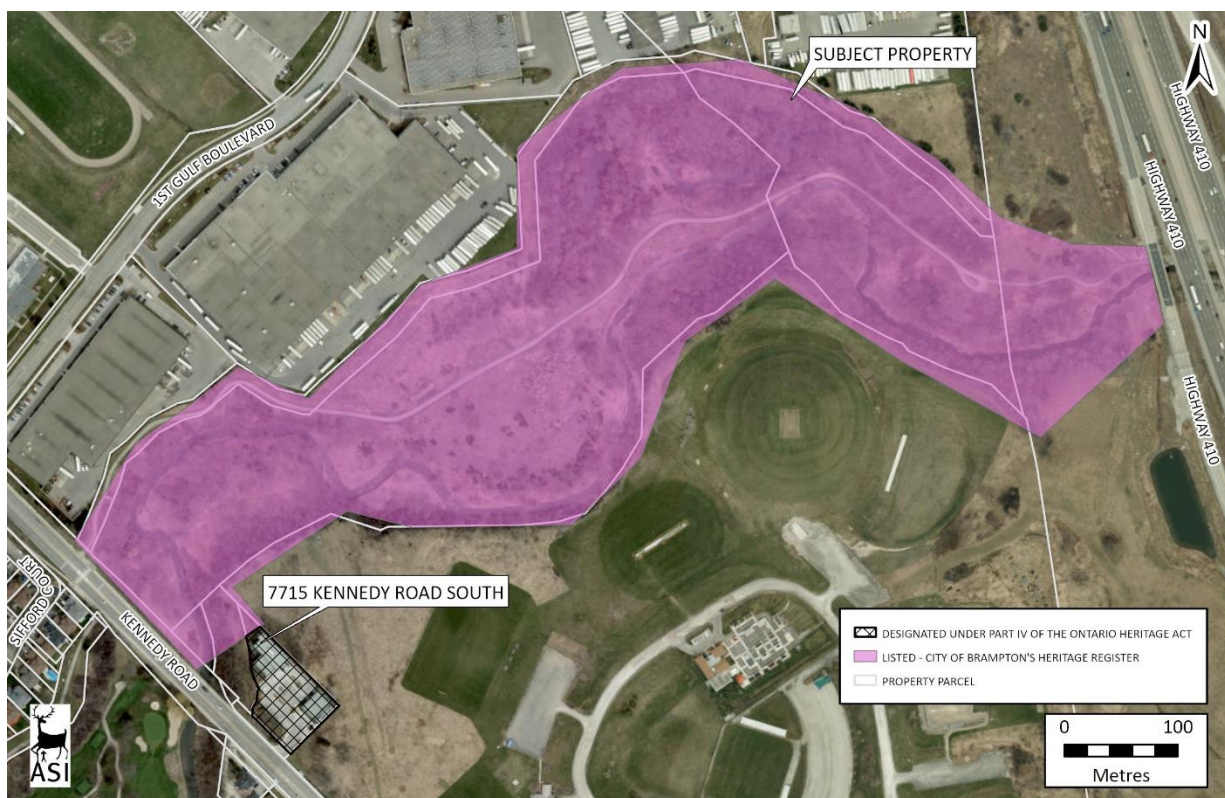 N
SUBJECT PROPERTY
HIGHWAY 410
HIGHWAY 410
HIGHWAY 410
1ST GULF BOULEVARD
SIFFORD COURT
KENNEDY ROAD
7715 KENNEDY ROAD SOUTH
DESIGNATED UNDER PART IV OF THE ONTARIO HERITAGE ACT
LISTED - CITY OF BRAMPTON'S HERITAGE REGISTER
PROPERTY PARCEL
0 100
Metres
ASI